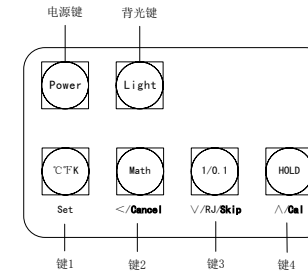 电源键 背光键
Power Light
℃℉K Math 1/0.1 HOLD
Set </Cancel ∨/RJ/Skip ∧/Cal
键1 键2 键3 键4